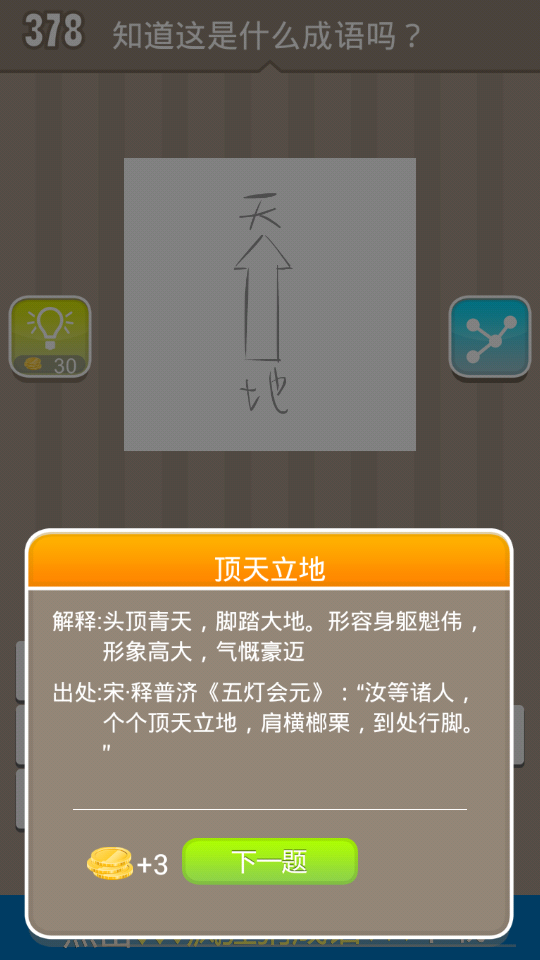 378
知道这是什么成语吗？
天
地
30
顶天立地
解释:头顶青天，脚踏大地。形容身躯魁伟，
形象高大，气慨豪迈
出处:宋·释普济《五灯会元》：“汝等诸人，
个个顶天立地，肩横榔栗，到处行脚。
”
+3
下一题